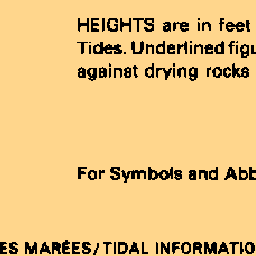 HEIGHTS are in feet
Tides. Underlined figu
against drying rocks
For Symbols and Abb
ES MARÉES/TIDAL INFORMATIO